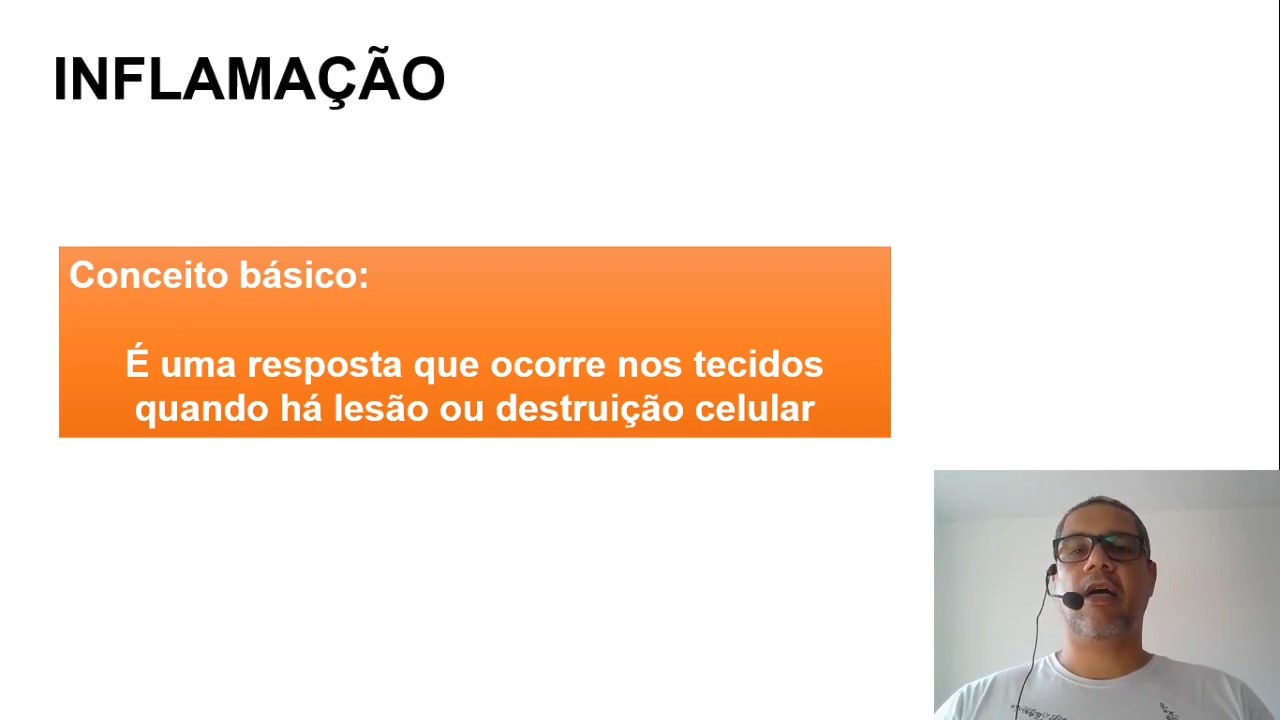 INFLAMAÇÃO
Conceito básico:
É uma resposta que ocorre nos tecidos
quando há lesão ou destruição celular